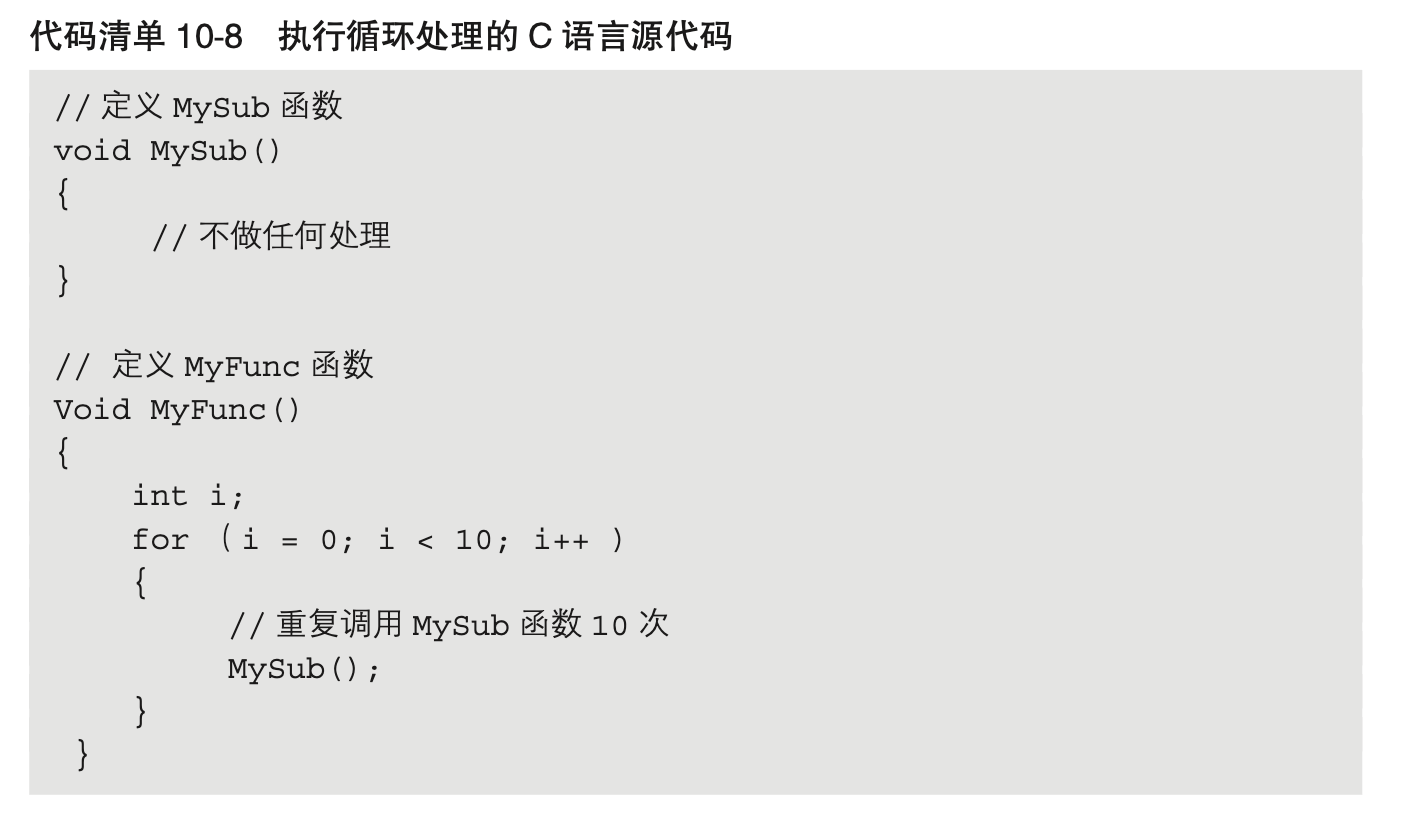 代码清单 10-8　执行循环处理的 C 语言源代码
// 定义 MySub 函数
void MySub()
{
     // 不做任何处理
}

//  定义 MyFunc 函数
Void MyFunc()
{
    int i;
    for （i = 0; i < 10; i++ )
    {
         // 重复调用 MySub 函数 10 次
         MySub();
    }
 }